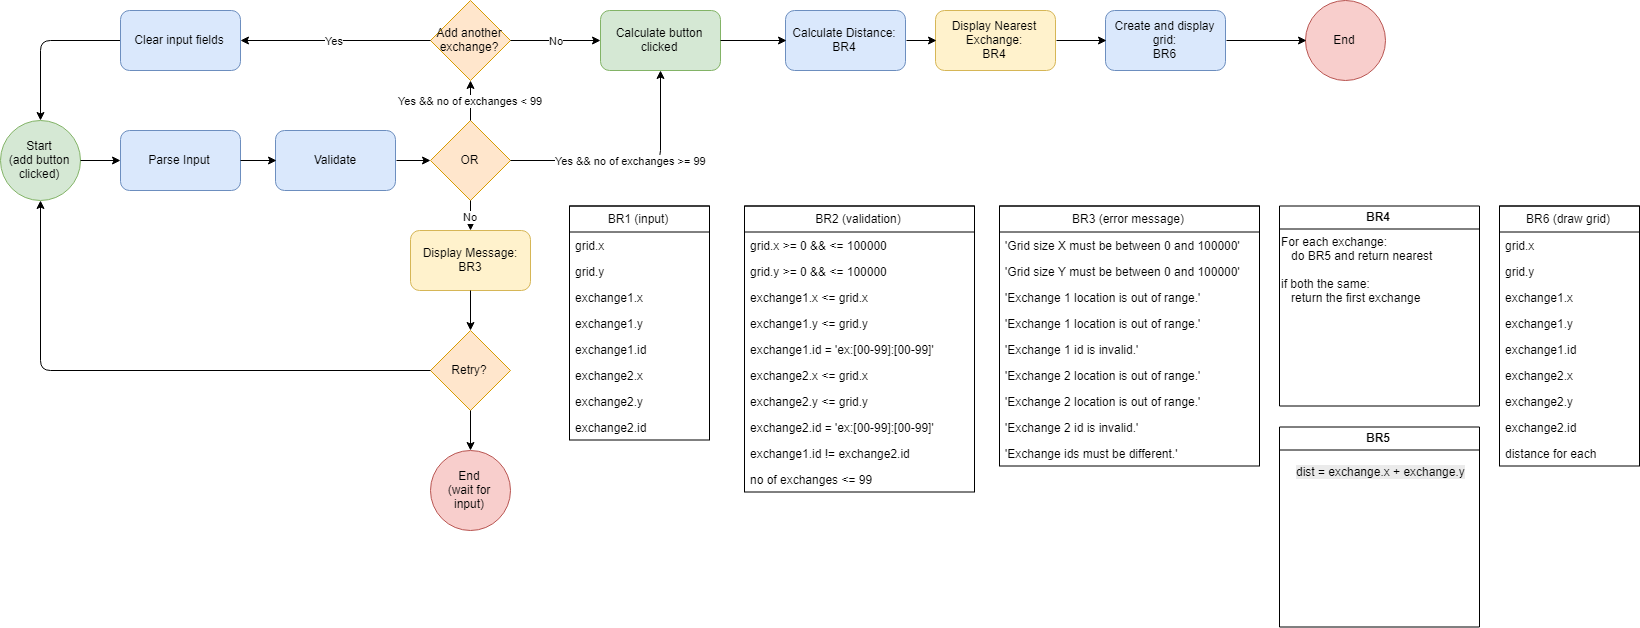 Clear input fields
Yes
Add another
exchange?
No
Calculate button
clicked
Calculate Distance:
BR4
Display Nearest
Exchange:
BR4
Create and display
grid:
BR6
End
Yes && no of exchanges < 99
Start
(add button
clicked)
Parse Input
Validate
OR
Yes && no of exchanges >= 99
No
Display Message:
BR3
Retry?
End
(wait for
input)
BR1 (input)
grid.x
grid.y
exchange1.x
exchange1.y
exchange1.id
exchange2.x
exchange2.y
exchange2.id
BR2 (validation)
grid.x >= 0 && <= 100000
grid.y >= 0 && <= 100000
exchange1.x <= grid.x
exchange1.y <= grid.y
exchange1.id = 'ex:[00-99]:[00-99]'
exchange2.x <= grid.x
exchange2.y <= grid.y
exchange2.id = 'ex:[00-99]:[00-99]'
exchange1.id != exchange2.id
no of exchanges <= 99
BR3 (error message)
'Grid size X must be between 0 and 100000'
'Grid size Y must be between 0 and 100000'
'Exchange 1 location is out of range.'
'Exchange 1 location is out of range.'
'Exchange 1 id is invalid.'
'Exchange 2 location is out of range.'
'Exchange 2 location is out of range.'
'Exchange 2 id is invalid.'
'Exchange ids must be different.'
BR4
For each exchange:
do BR5 and return nearest
if both the same:
return the first exchange
BR5
dist = exchange.x + exchange.y
BR6 (draw grid)
grid.x
grid.y
exchange1.x
exchange1.y
exchange1.id
exchange2.x
exchange2.y
exchange2.id
distance for each